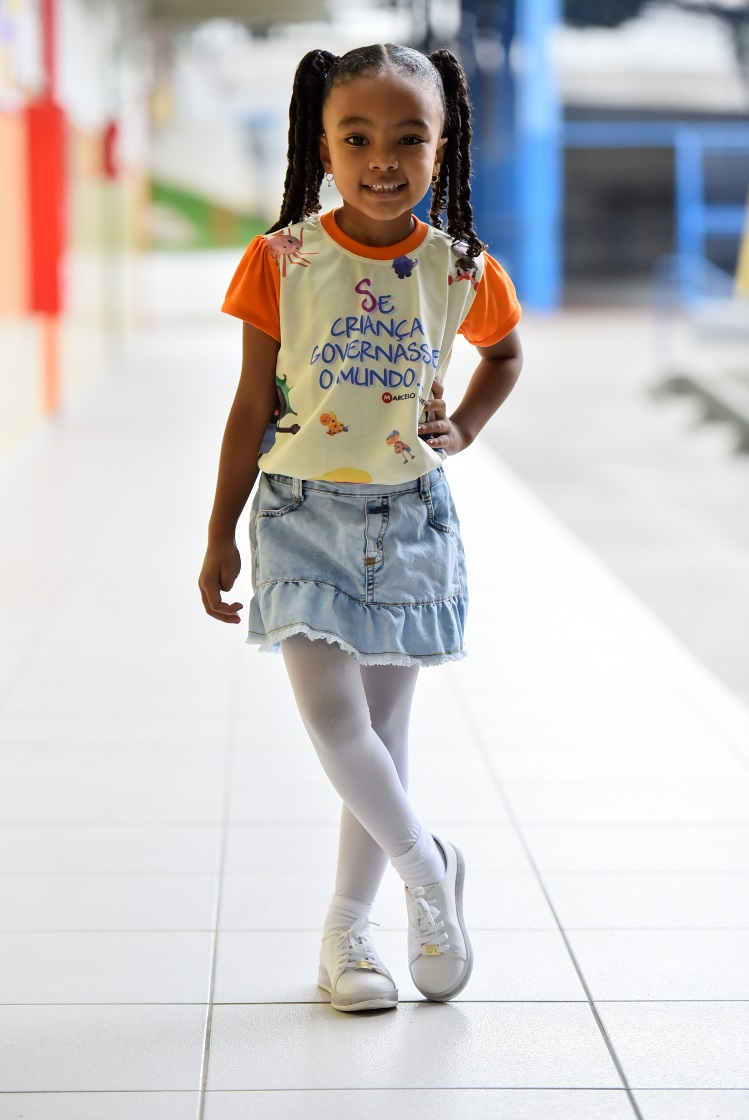 SE
CRIANÇA
GOVERNASSE
O MUNDO...
MARCELO